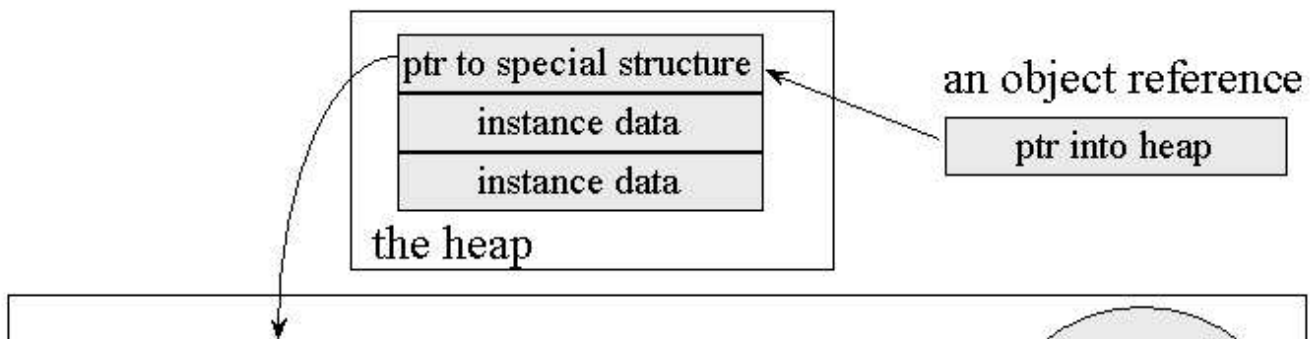 ptr to special structure
instance data
instance data
the heap
an object reference
ptr into heap